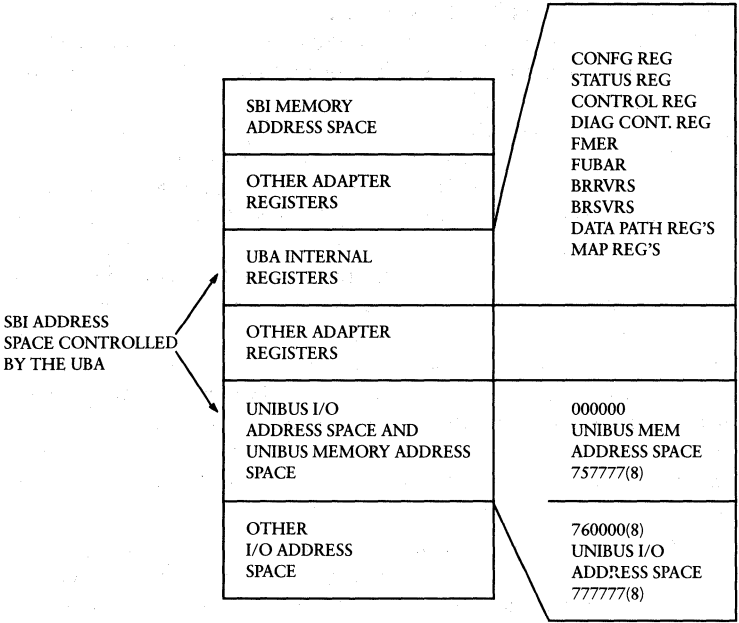 SBI MEMORY
ADDRESS SPACE
OTHER ADAPTER
REGISTERS
UBA INTERNAL
REGISTERS
OTHER ADAPTER
REGISTERS
UNIBUS I/O
ADDRESS SPACE AND
UNIBUS MEMORY ADDRESS
SPACE
OTHER
I/O ADDRESS
SPACE
SBI ADDRESS
SPACE CONTROLLED
BY THE UBA
CONFG REG
STATUS REG
CONTROL REG
DIAG CONT. REG
FMER
FUBAR
BRRVRS
BRSVRS
DATA PATH REG'S
MAP REG'S
000000
UNIBUS MEM
ADDRESS SPACE
757777(8)
760000(8)
UNIBUS I/O
ADDRESS SPACE
777777(8)